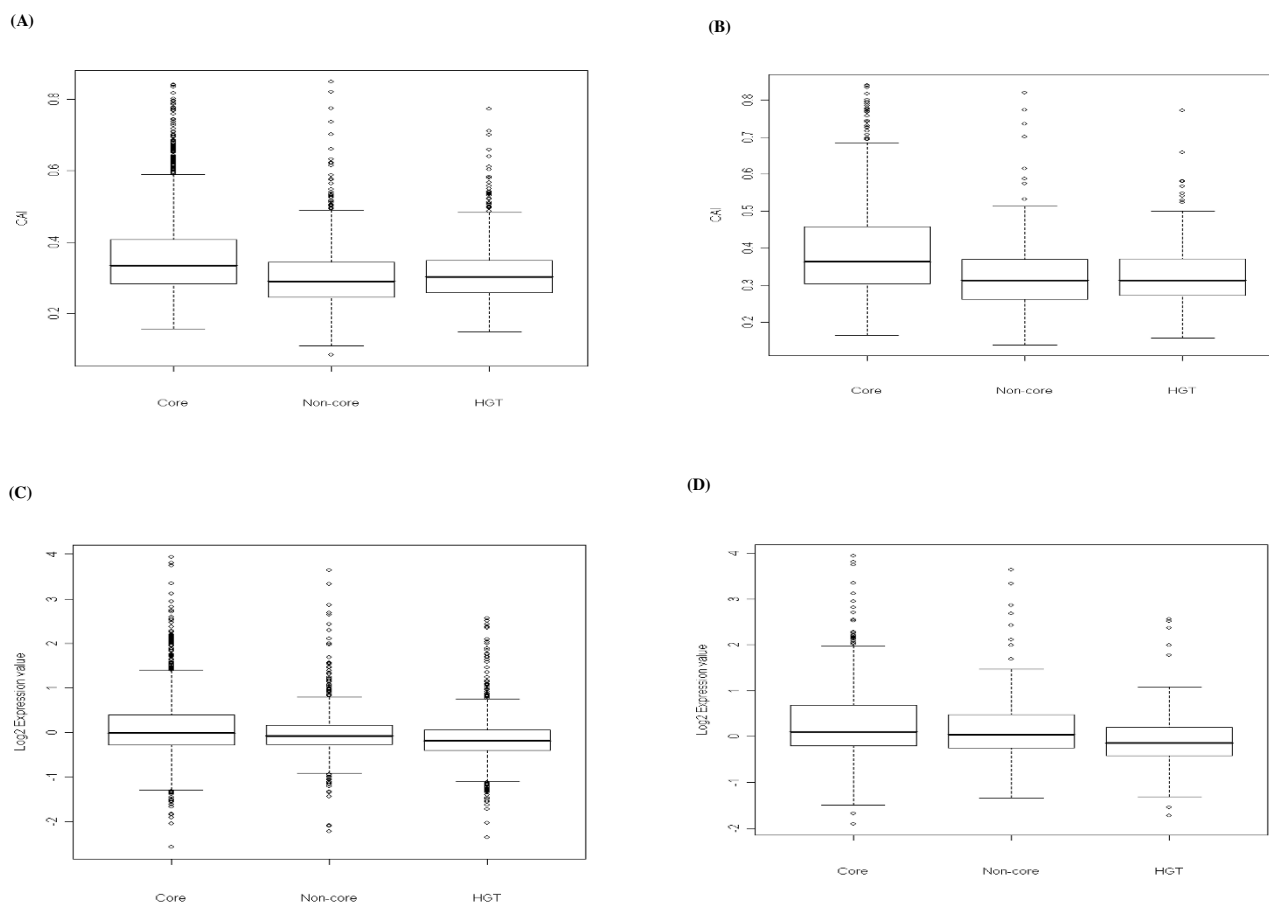 (A)
(B)
CAI
0.8
0.6
0.4
0.2
Core
Non-core
HGT
CAI
0.8
0.7
0.6
0.5
0.4
0.3
0.2
Core
Non-core
HGT
(C)
(D)
Log2 Expression value
4
3
2
1
0
-1
-2
Core
Non-core
HGT
Log2 Expression value
4
3
2
1
0
-1
-2
Core
Non-core
HGT